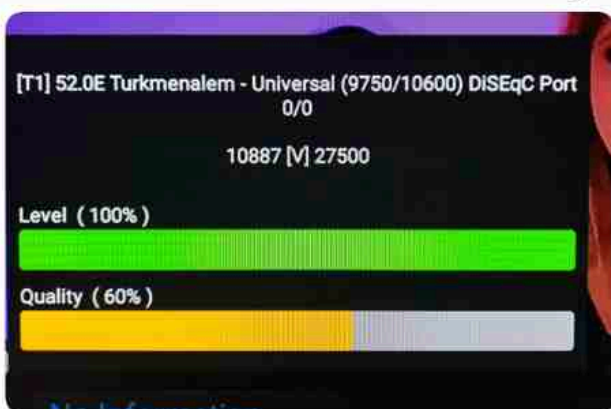 [T1] 52.0E Turkmenalem - Universal (9750/10600) DiSEqC Port
0/0
10887 [V] 27500
Level ( 100% )
Quality ( 60% )